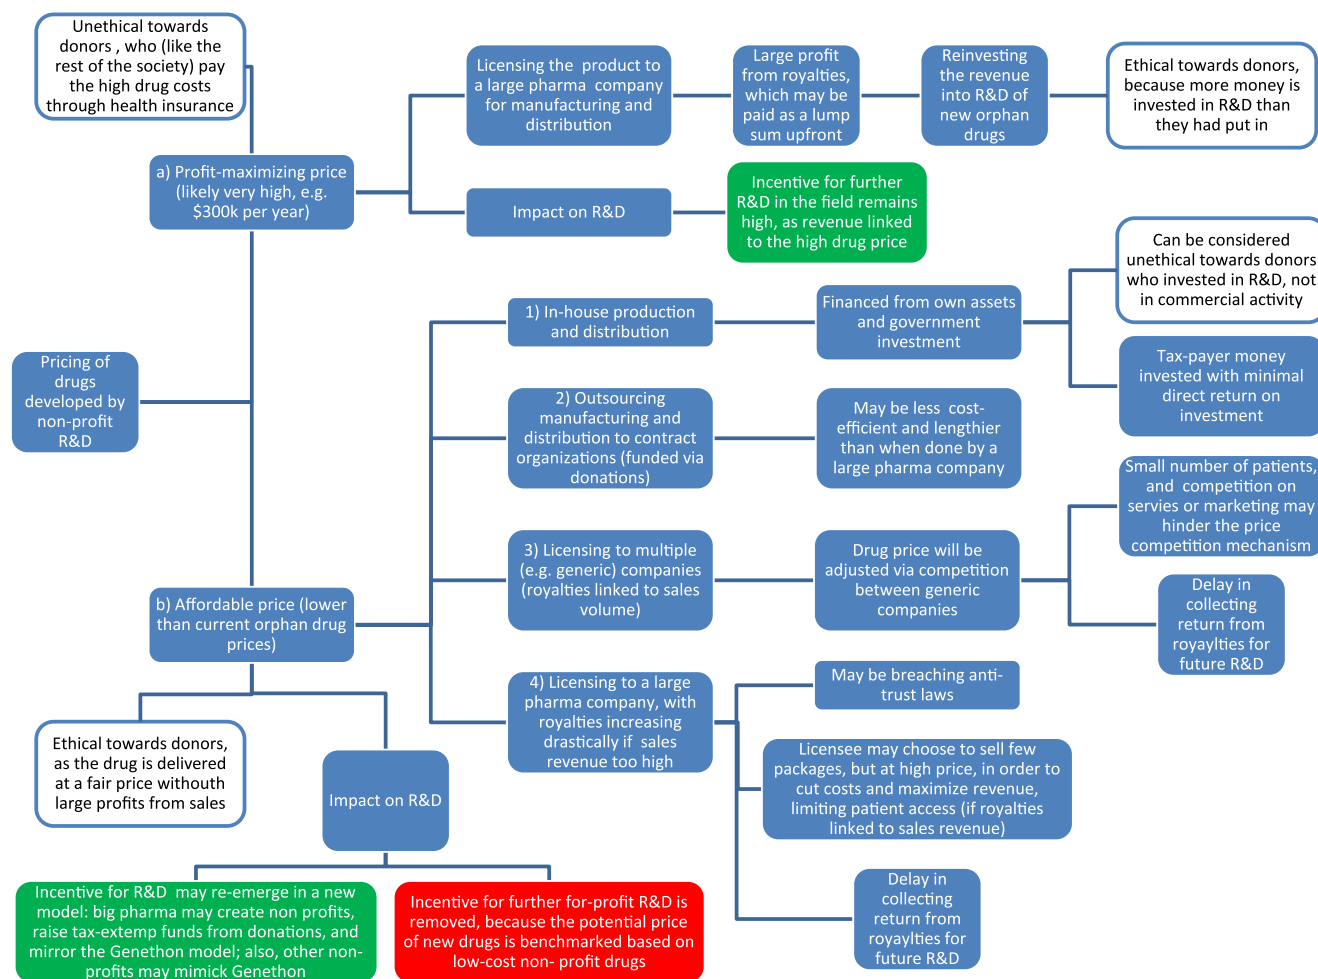 Unethical towards
donors , who (like the
rest of the society) pay
the high drug costs
through health insurance
Licensing the  product to
a large pharma  company
for manufacturing and
distribution
Large profit
from royalties,
which may be
paid as a lump
sum upfront
Reinvesting
the revenue
into R&D of
new orphan
drugs
Ethical towards donors,
because more money is
invested in R&D than
they had put in
a) Profit-maximizing price
(likely very high, e.g.
$300k per year)
Impact on R&D
Incentive for further
R&D in the field remains
high, as revenue linked
to the high drug price
Pricing of
drugs
developed by
non-profit
R&D
1) In-house production
and distribution
Financed from own assets
and government
investment
Can be considered
unethical towards donors
who invested in R&D, not
in commercial activity
Tax-payer money
invested with minimal
direct return on
investment
2) Outsourcing
manufacturing and
distribution to contract
organizations (funded via
donations)
May be less  cost-
efficient and lengthier
than when done by a
large pharma company
3) Licensing to multiple
(e.g. generic) companies
(royalties linked to sales
volume)
Drug price will be
adjusted via competition
between generic
companies
Small number of patients,
and  competition on
servies or marketing may
hinder the price
competition mechanism
Delay in
collecting
return from
royaylties for
future R&D
b) Affordable price (lower
than current orphan drug
prices)
4) Licensing to a large
pharma company, with
royalties increasing
drastically if  sales
revenue too high
May be breaching anti-
trust laws
Licensee may choose to sell few
packages, but at high price, in order to
cut costs and maximize revenue,
limiting patient access (if royalties
linked to sales revenue)
Delay in
collecting
return from
royaylties for
future R&D
Ethical towards donors,
as the drug is delivered
at a fair price withouth
large profits from sales
Impact on R&D
Incentive for R&D  may re-emerge in a new
model: big pharma may create non profits,
raise tax-extemp funds from donations, and
mirror the Genethon model; also, other non-
profits may mimick Genethon
Incentive for further for-profit R&D is
removed, because the potential price
of new drugs is benchmarked based on
low-cost non- profit drugs